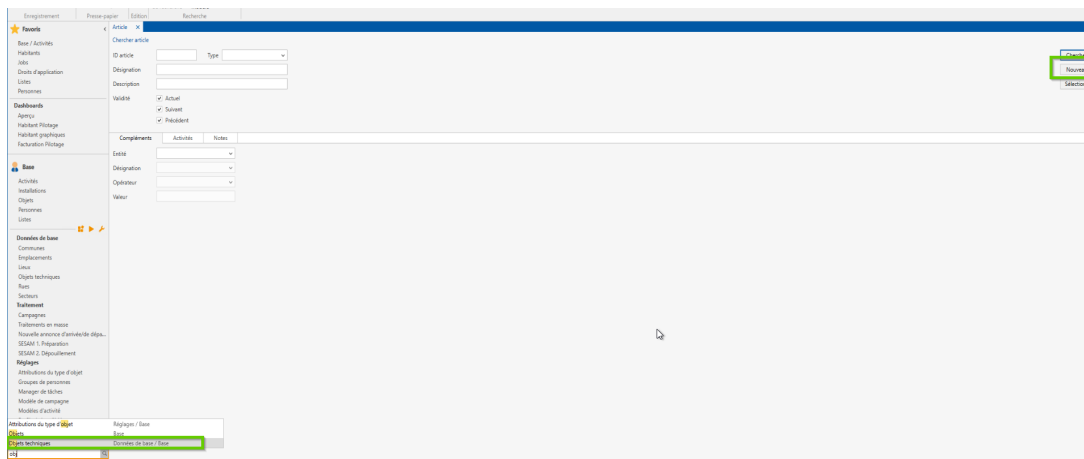 Enregistrement Presse-papier Edition Recherche
Favoris
Base / Activités
Habitants
Jobs
Droits d'application
Listes
Personnes
Dashboards
Aperçu
Habitant Pilotage
Habitant graphiques
Facturation Pilotage
Base
Activités
Installations
Objets
Personnes
Listes
Données de base
Communes
Emplacements
Lieux
Objets techniques
Rues
Secteurs
Traitement
Campagnes
Traitements en masse
Nouvelle annonce d'arrivée/de dépa...
SESAM 1. Préparation
SESAM 2. Dépouillement
Réglages
Attributions du type d'objet
Groupes de personnes
Manager de tâches
Modèle de campagne
Modèles d'activité
Attributions du type d'objet Réglages / Base
Objets Base
Objets techniques Données de base / Base
obj
Article
Chercher article
ID article Type
Désignation
Description
Validité Actuel
Suivant
Précédent
Compléments Activités Notes
Entité
Désignation
Opérateur
Valeur
Cherche
Nouvea
Sélection